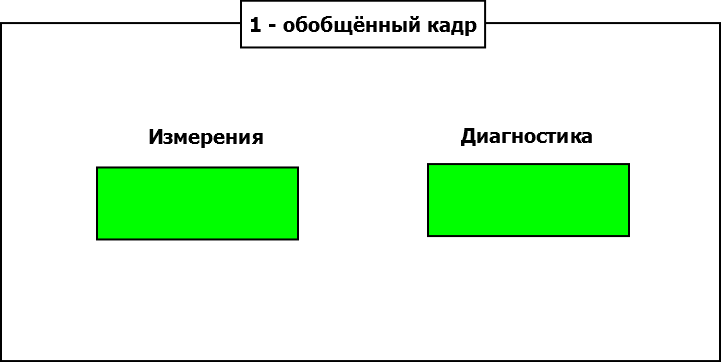 1 - обобщённый кадр
Измерения
Диагностика